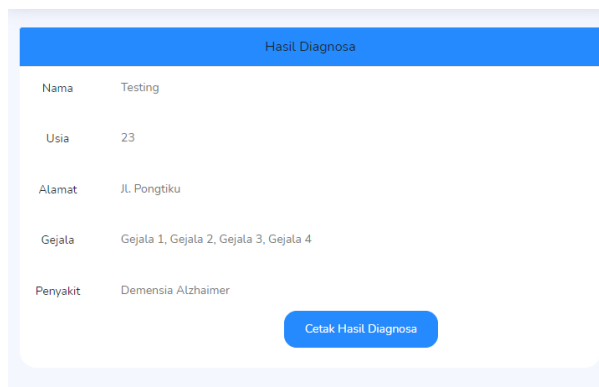 Hasil Diagnosa
Nama Testing
Usia 23
Alamat Jl. Pongtiku
Gejala Gejala 1, Gejala 2, Gejala 3, Gejala 4
Penyakit Demensia Alzhaimer
Cetak Hasil Diagnosa